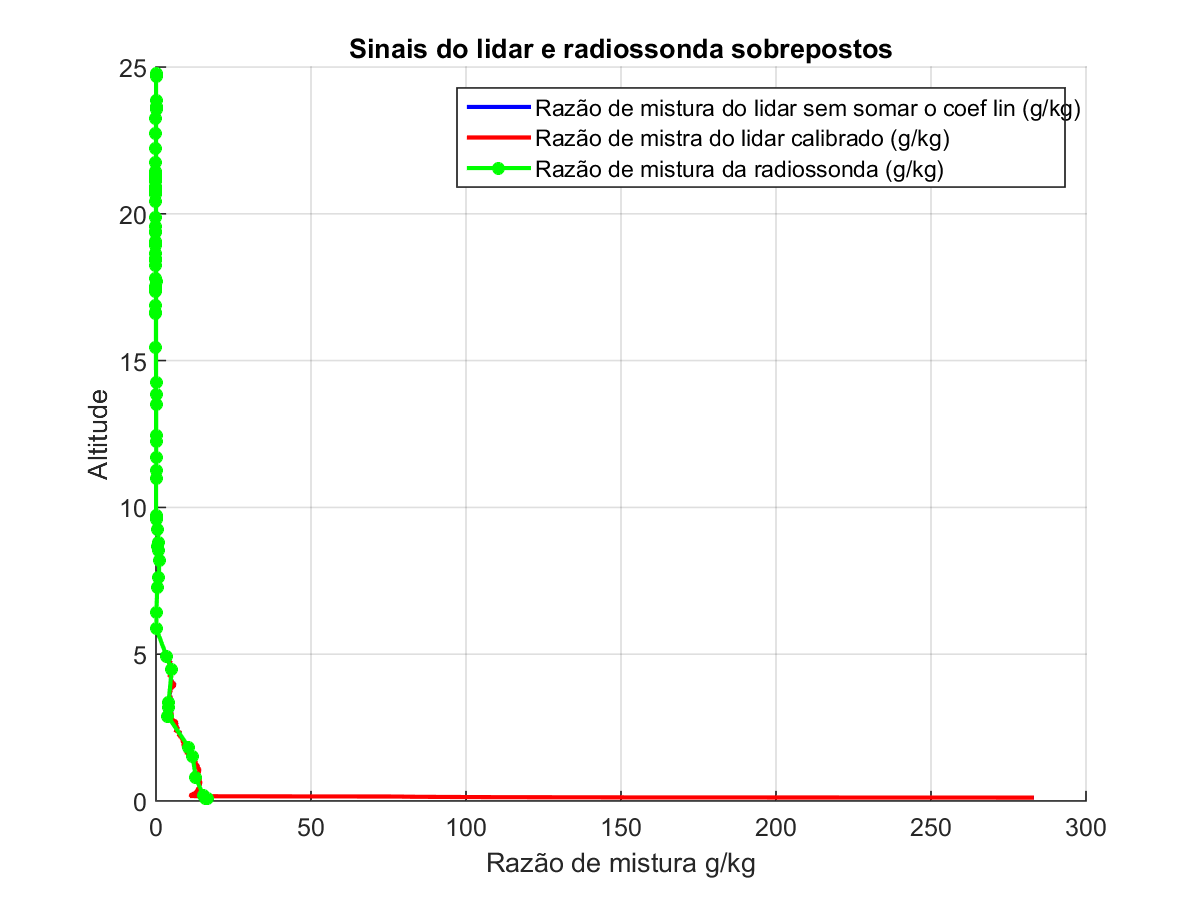 Sinais do lidar e radiossonda sobrepostos
Razão de mistura do lidar sem somar o coef lin (g/kg)
Razão de mistra do lidar calibrado (g/kg)
Razão de mistura da radiossonda (g/kg)
25
20
15
10
5
0
Altitude
0 50 100 150 200 250 300
Razão de mistura g/kg